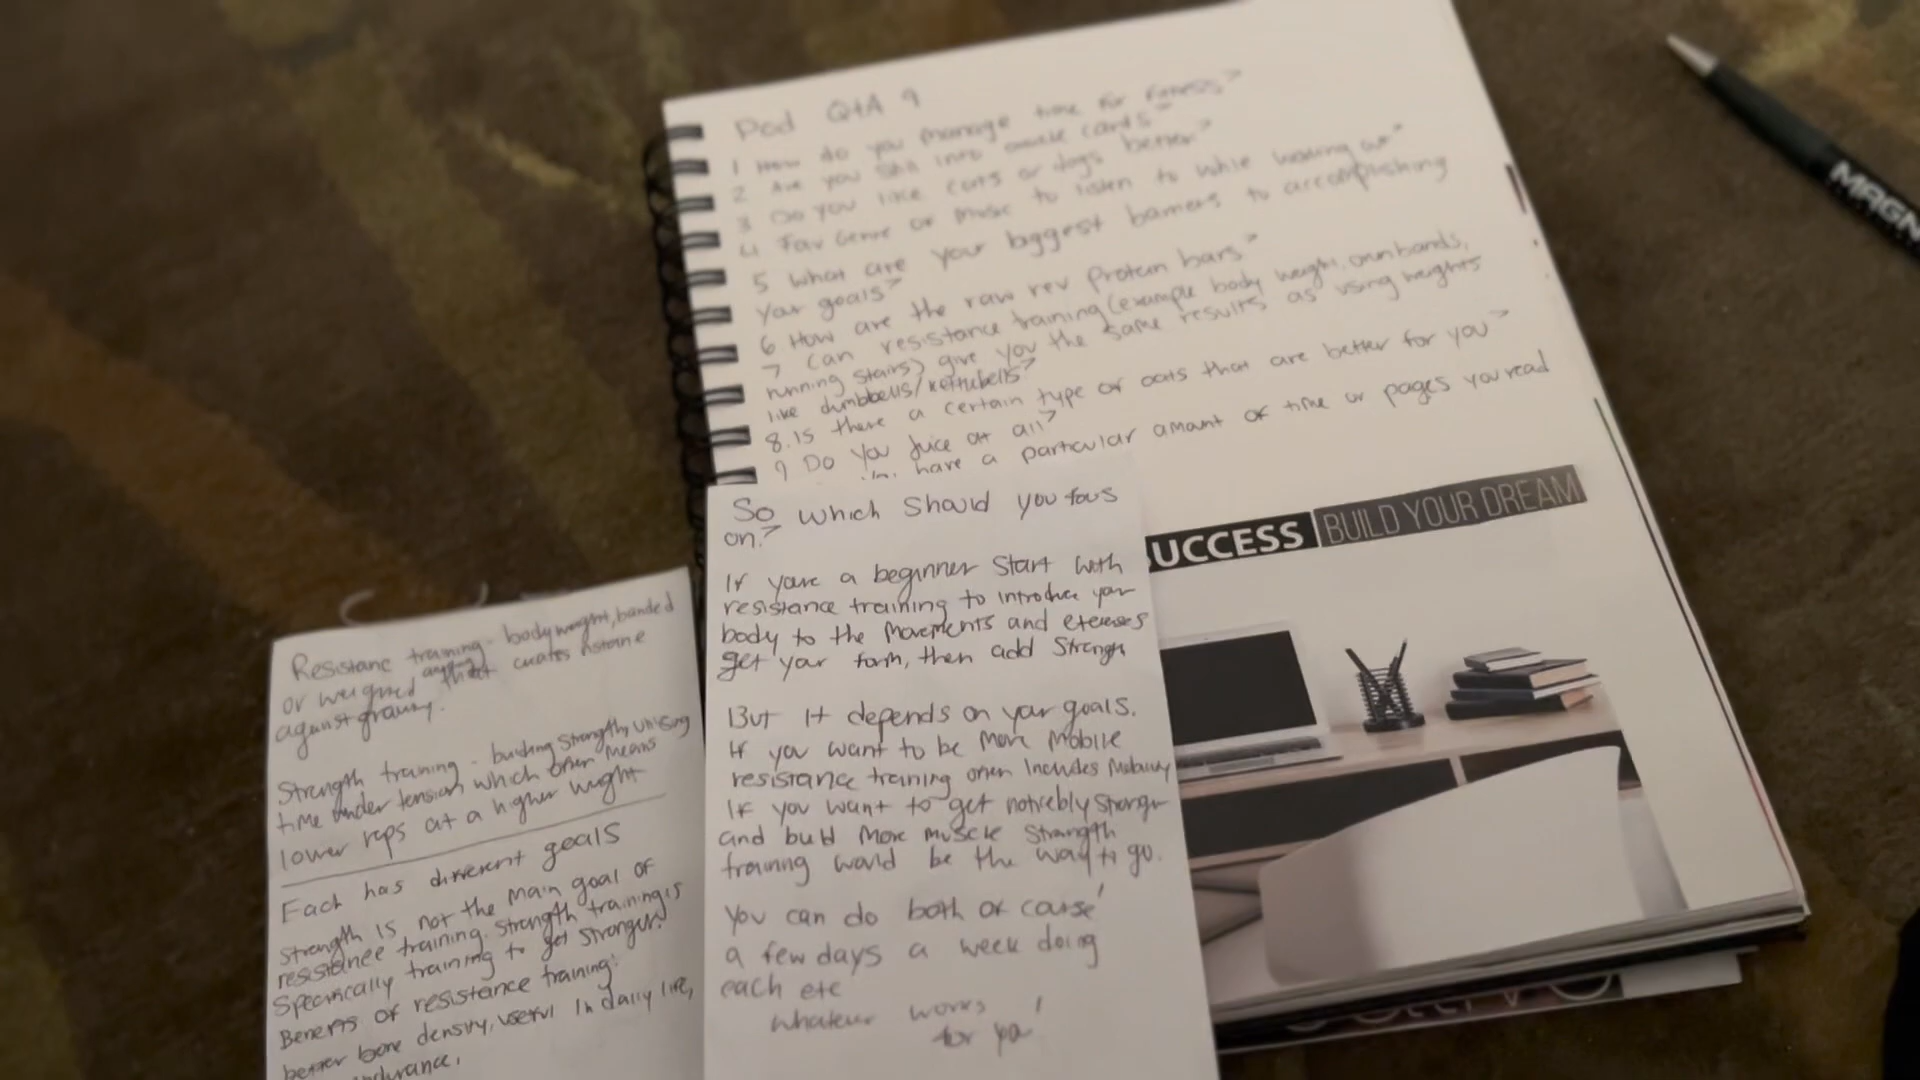 Pod Q+A 9
1 How do you manage time for fitness?
2 Are you still into cards?
3 Do you like cats or dogs better?
4 Fav Genre of Music to listen to while working out?
5 What are your biggest barriers to accomplishing
your goals?
6 How are the raw rev protein bars?
7 Can resistance training (example body weight, bands,
running stairs) give you the same results as using weights
like dumbbells/kettlebells?
8. Is there a certain type of oats that are better for you?
9 Do you juice at all?
have a particular amount of time or pages you read
So which should you focus
on?
If you're a beginner start with
resistance training to introduce your
body to the movements and exercises
get your form, then add Strength
But it depends on your goals.
If you want to be more mobile
resistance training often includes Mobility
If you want to get noticebly stronger
and build more muscle strength
training would be the way to go.
You can do both of course!
a few days a week doing
each etc
whatever works
for ya!
Resistanc training - bodyweight, banded
or weighted anything that creates
against gravity.
Strength training - building strength, utilising
time under tension which often means
lower reps at a higher weight
Each has different goals
Strength is not the main goal of
resistance training. Strength training is
Specifically training to get stronger.
Benefits of resistance training:
better bone density, useful in daily life,
endurance.
UCCESS BUILD YOUR DREAM
MAGN